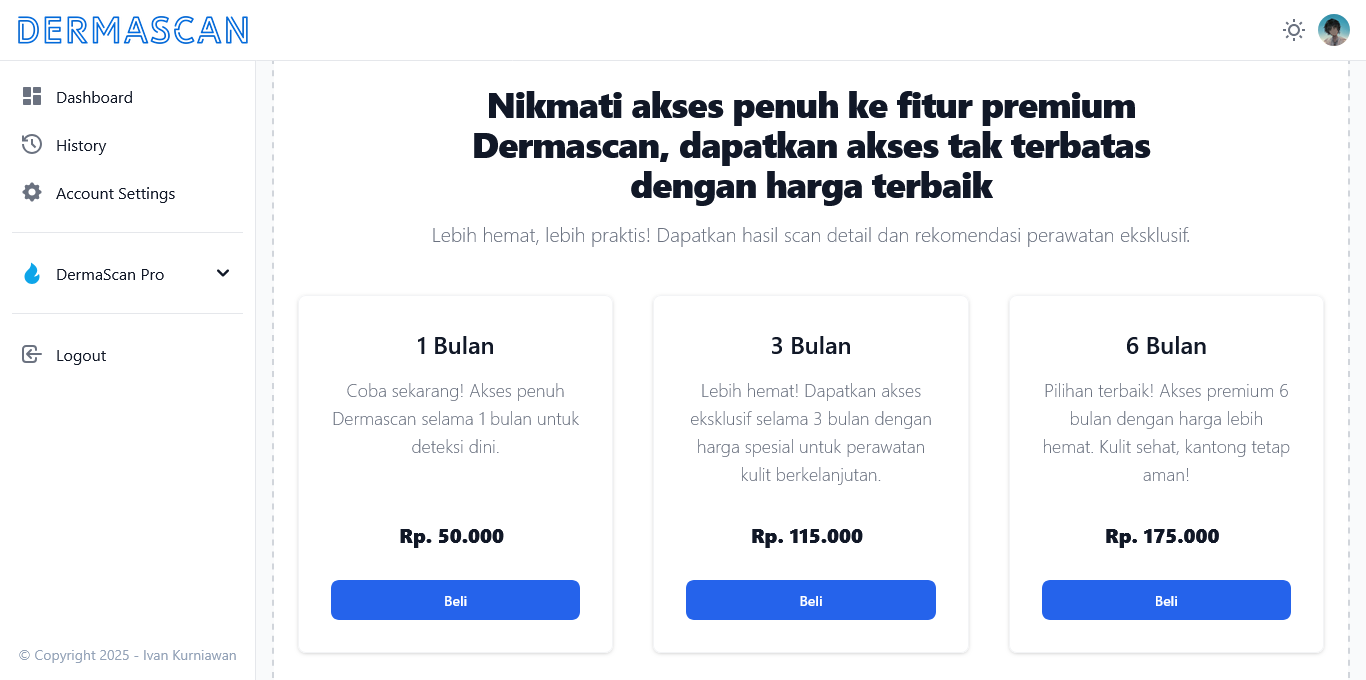 DERMASCAN
Dashboard
History
Account Settings
DermaScan Pro
Logout
© Copyright 2025 - Ivan Kurniawan
Nikmati akses penuh ke fitur premium
Dermascan, dapatkan akses tak terbatas
dengan harga terbaik
Lebih hemat, lebih praktis! Dapatkan hasil scan detail dan rekomendasi perawatan eksklusif.
1 Bulan
Coba sekarang! Akses penuh
Dermascan selama 1 bulan untuk
deteksi dini.
Rp. 50.000
Beli
3 Bulan
Lebih hemat! Dapatkan akses
eksklusif selama 3 bulan dengan
harga spesial untuk perawatan
kulit berkelanjutan.
Rp. 115.000
Beli
6 Bulan
Pilihan terbaik! Akses premium 6
bulan dengan harga lebih
hemat. Kulit sehat, kantong tetap
aman!
Rp. 175.000
Beli